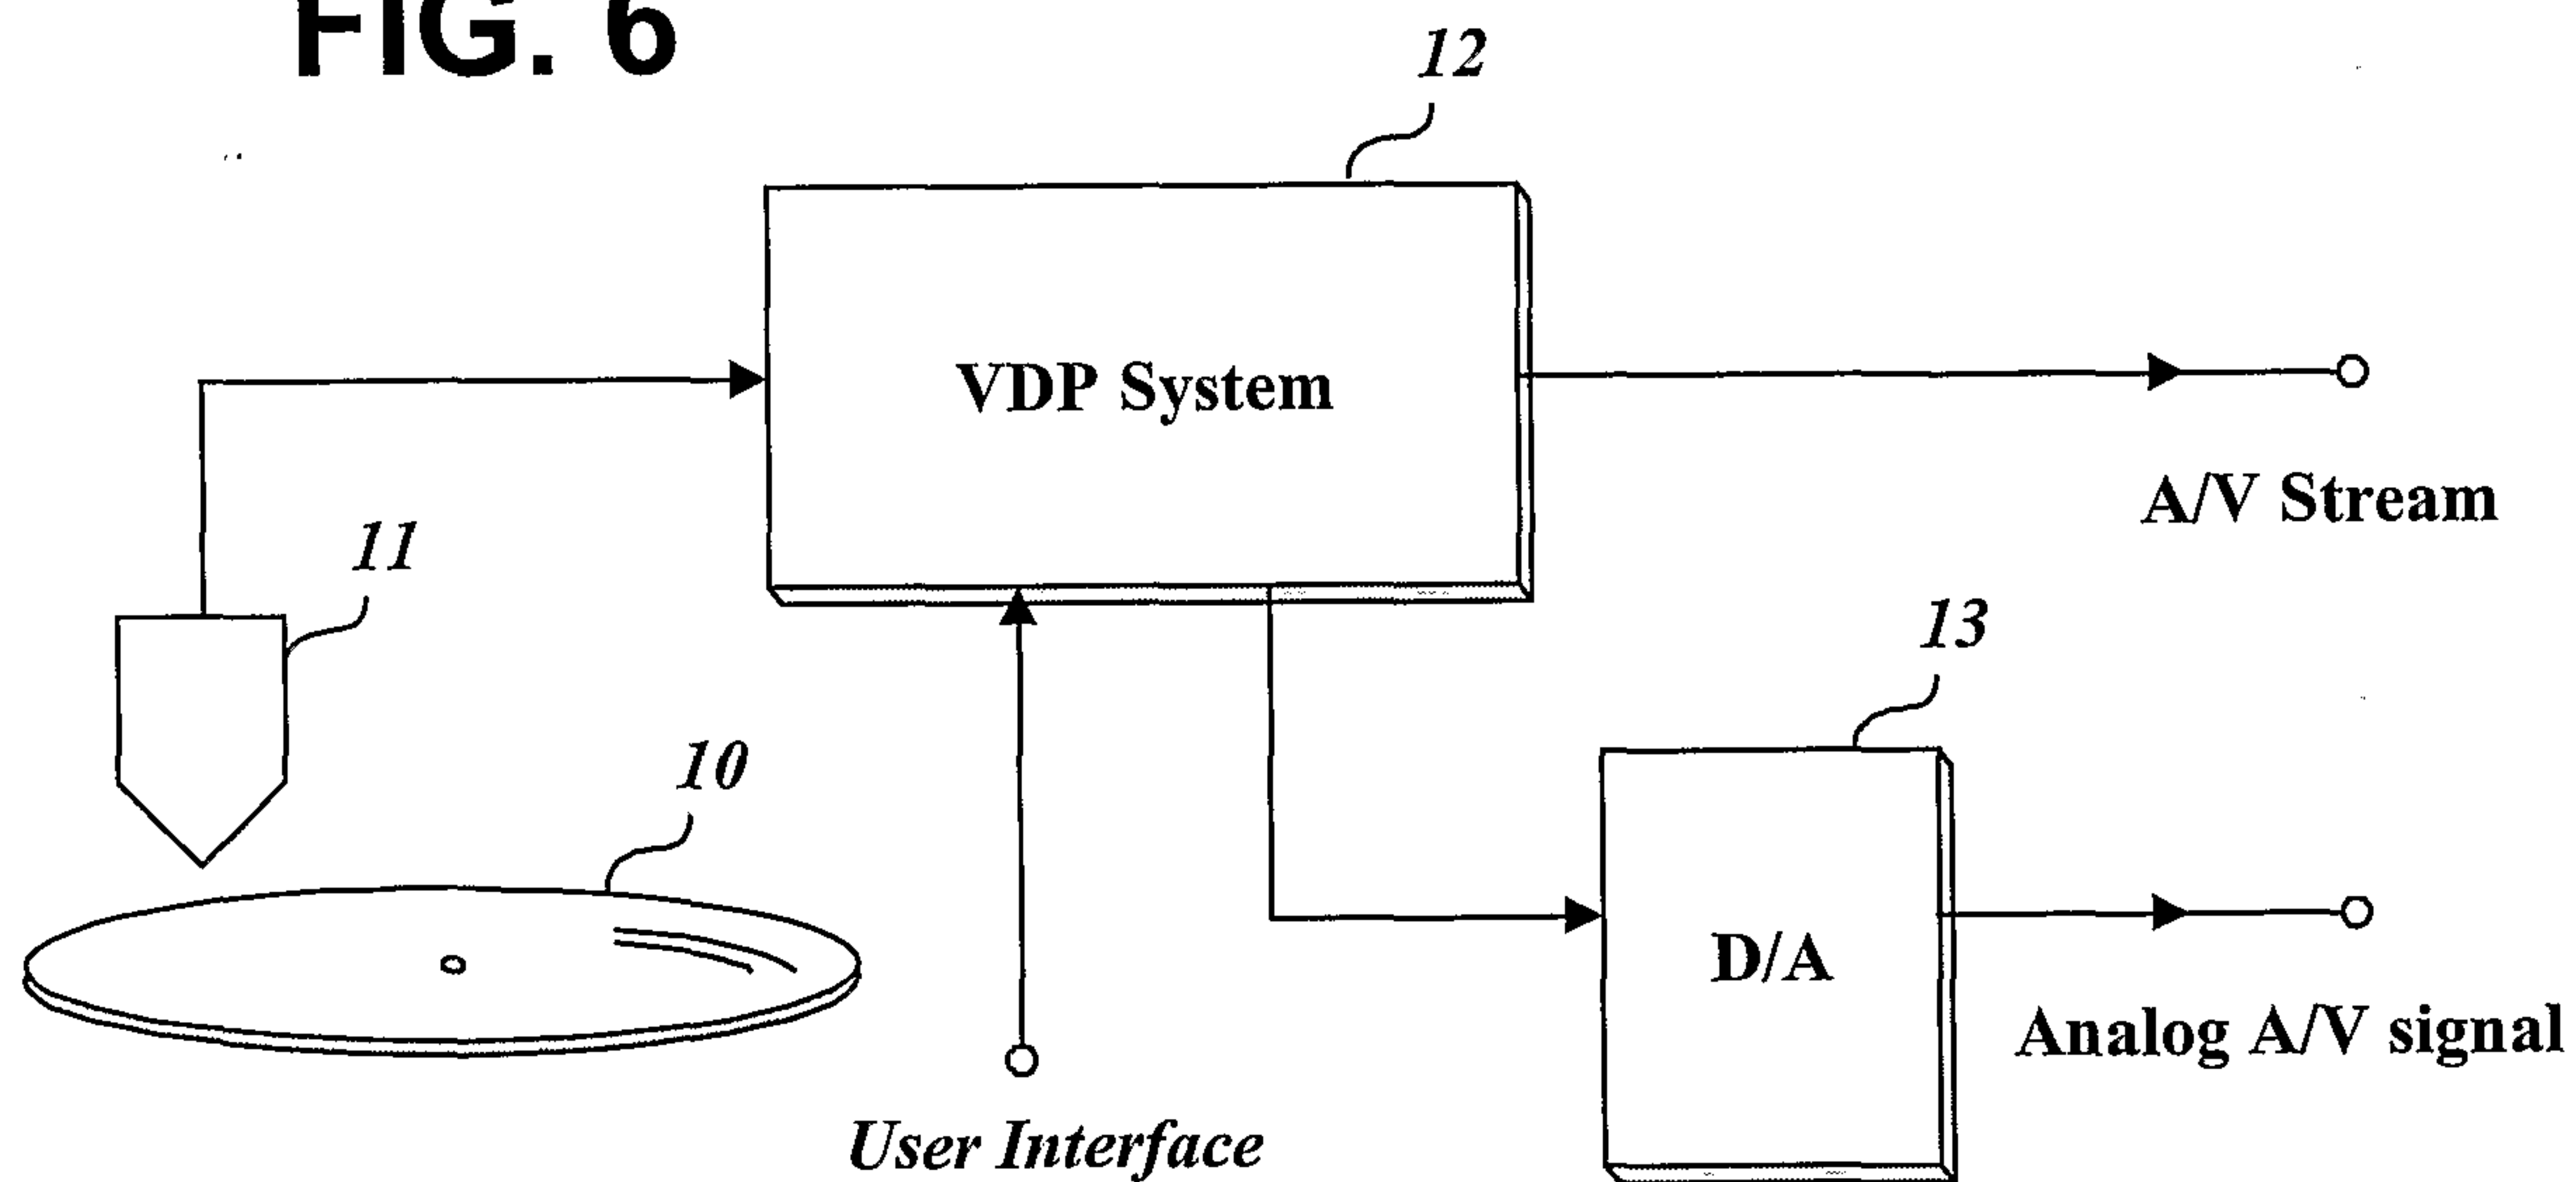 FIG. 6
12
VDP System
A/V Stream
11
13
10
D/A
Analog A/V signal
User Interface